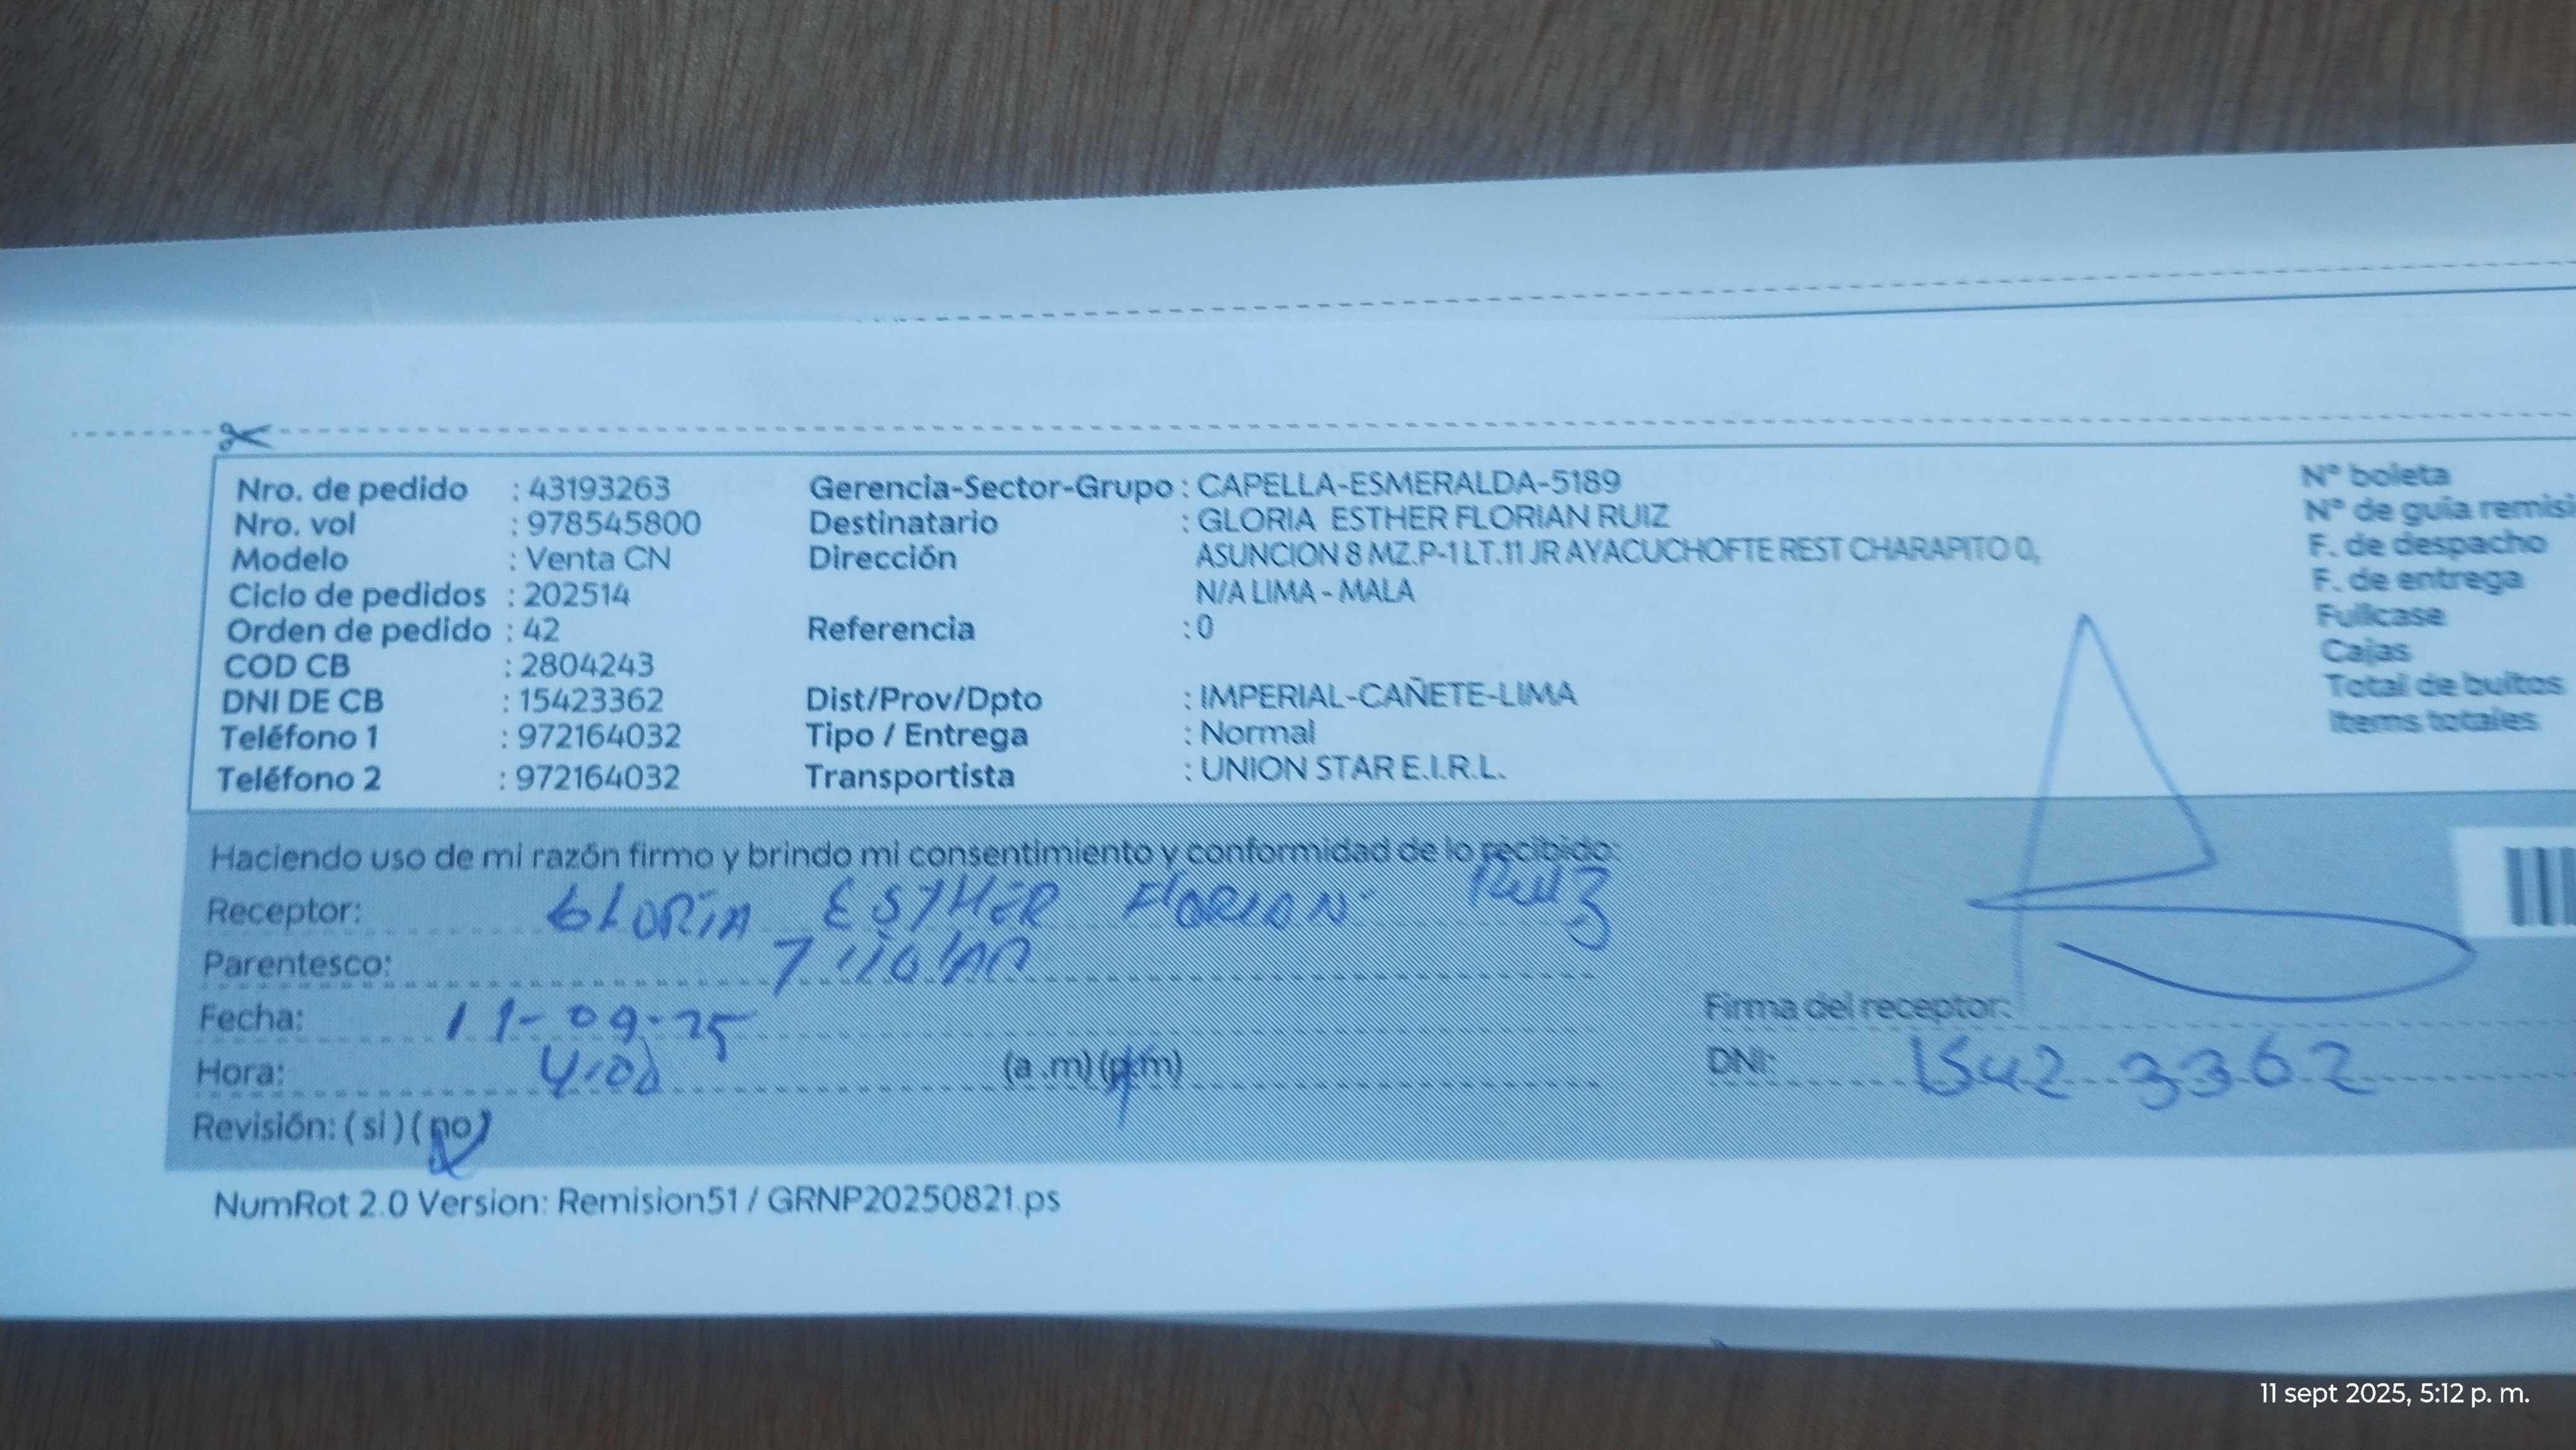 Nro. de pedido : 43193263 Gerencia-Sector-Grupo : CAPELLA-ESMERALDA-5189 N° boleta
Nro. vol : 978545800 Destinatario : GLORIA ESTHER FLORIAN RUIZ N° de guía remisi
Modelo : Venta CN Dirección ASUNCION 8 MZ.P-1 LT.11 JR AYACUCHOFTE REST CHARAPITO 0, F. de despacho
Ciclo de pedidos : 202514 N/A LIMA - MALA F. de entrega
Orden de pedido : 42 Referencia : 0 Fullcase
COD CB : 2804243 Cajas
DNI DE CB : 15423362 Dist/Prov/Dpto : IMPERIAL-CAÑETE-LIMA Total de bultos
Teléfono 1 : 972164032 Tipo / Entrega : Normal Items totales
Teléfono 2 : 972164032 Transportista : UNION STAR E.I.R.L.
Haciendo uso de mi razón firmo y brindo mi consentimiento y conformidad de lo recibido:
Receptor: GLORIA ESTHER FLORIAN Ruiz
Parentesco:
Fecha: 11-09-25 Firma del receptor:
Hora: 4:00 (a .m) (p.m) DNI: 15423362
Revisión: ( si ) ( no )
NumRot 2.0 Version: Remision51 / GRNP20250821.ps
11 sept 2025, 5:12 p. m.